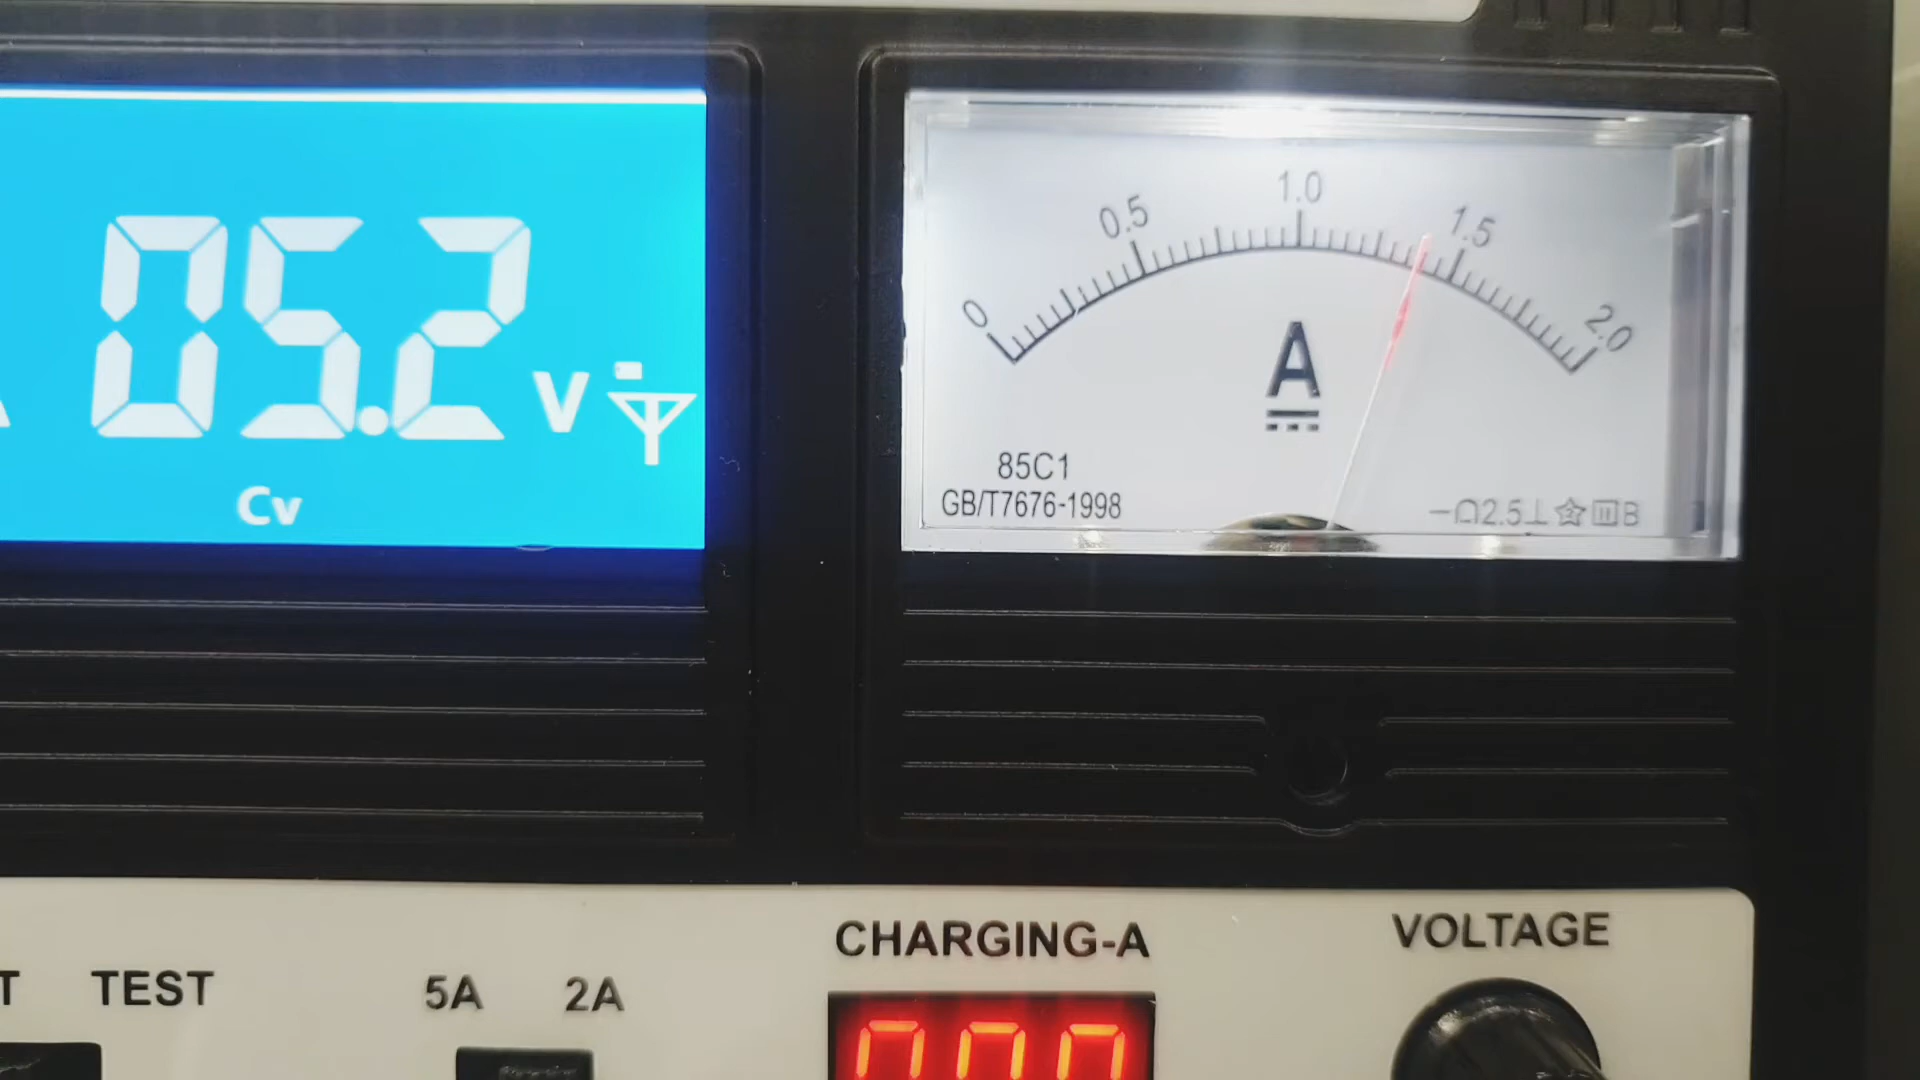 05.2 V
Cv
0 0.5 1.0 1.5 2.0
A
85C1
GB/T7676-1998
2.5 B
CHARGING-A
VOLTAGE
T TEST
5A 2A